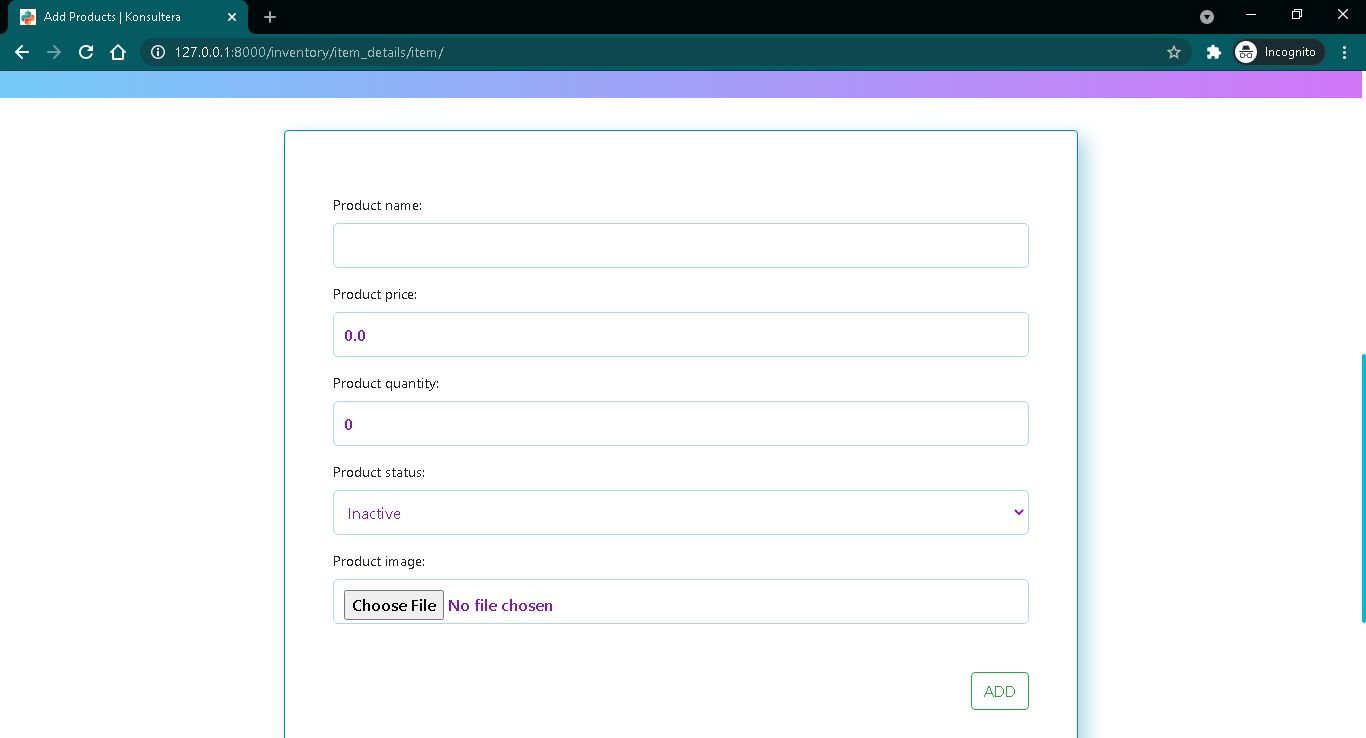 Add Products | Konsultera
127.0.0.1:8000/inventory/item_details/item/
Incognito
Product name:
Product price:
0.0
Product quantity:
0
Product status:
Inactive
Product image:
Choose File No file chosen
ADD